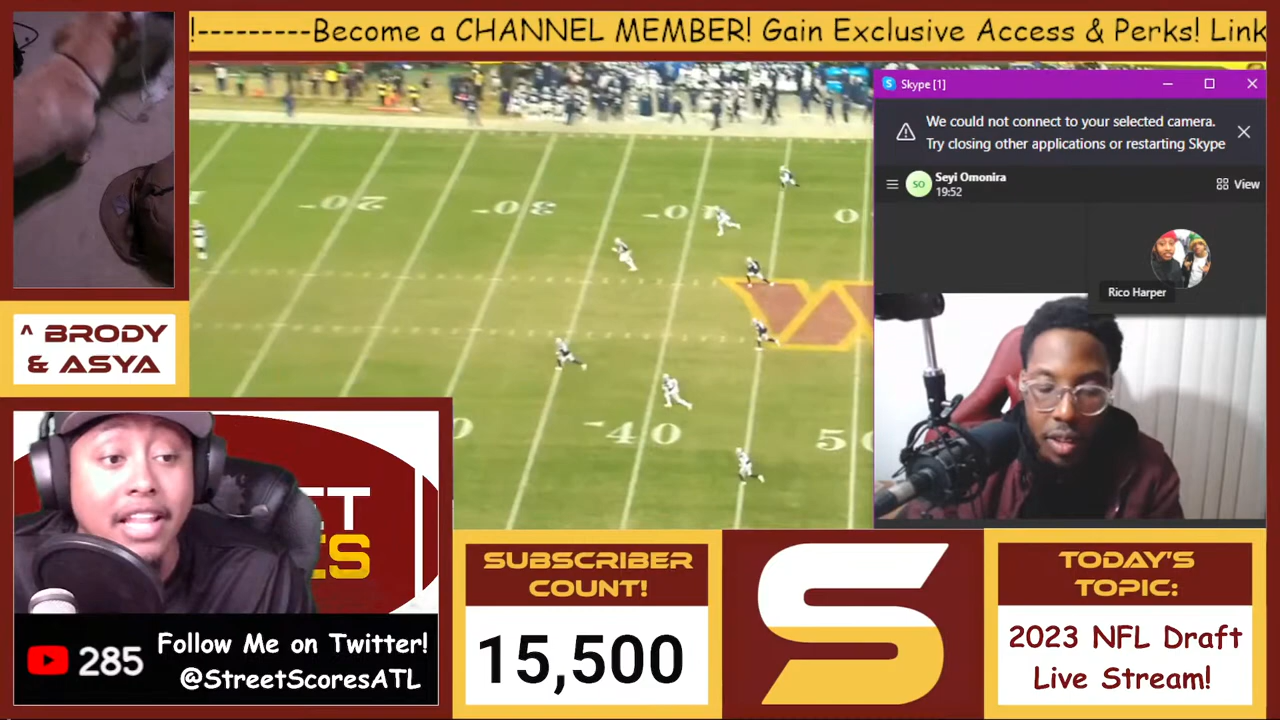 !---------Become a CHANNEL MEMBER! Gain Exclusive Access & Perks! Link
Skype [1]
We could not connect to your selected camera.
Try closing other applications or restarting Skype
SO
Seyi Omonira
19:52
View
Rico Harper
20
30
40
50
^ BRODY
& ASYA
SUBSCRIBER
COUNT!
15,500
285
Follow Me on Twitter!
@StreetScoresATL
S
TODAY'S
TOPIC:
2023 NFL Draft
Live Stream!